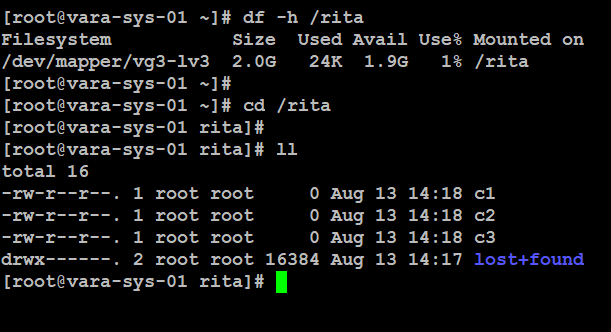 [root@vara-sys-01 ~]# df -h /rita
Filesystem           Size  Used Avail Use% Mounted on
/dev/mapper/vg3-lv3  2.0G   24K  1.9G   1% /rita
[root@vara-sys-01 ~]#
[root@vara-sys-01 ~]# cd /rita
[root@vara-sys-01 rita]#
[root@vara-sys-01 rita]# ll
total 16
-rw-r--r--. 1 root root     0 Aug 13 14:18 c1
-rw-r--r--. 1 root root     0 Aug 13 14:18 c2
-rw-r--r--. 1 root root     0 Aug 13 14:18 c3
drwx------. 2 root root 16384 Aug 13 14:17 lost+found
[root@vara-sys-01 rita]#